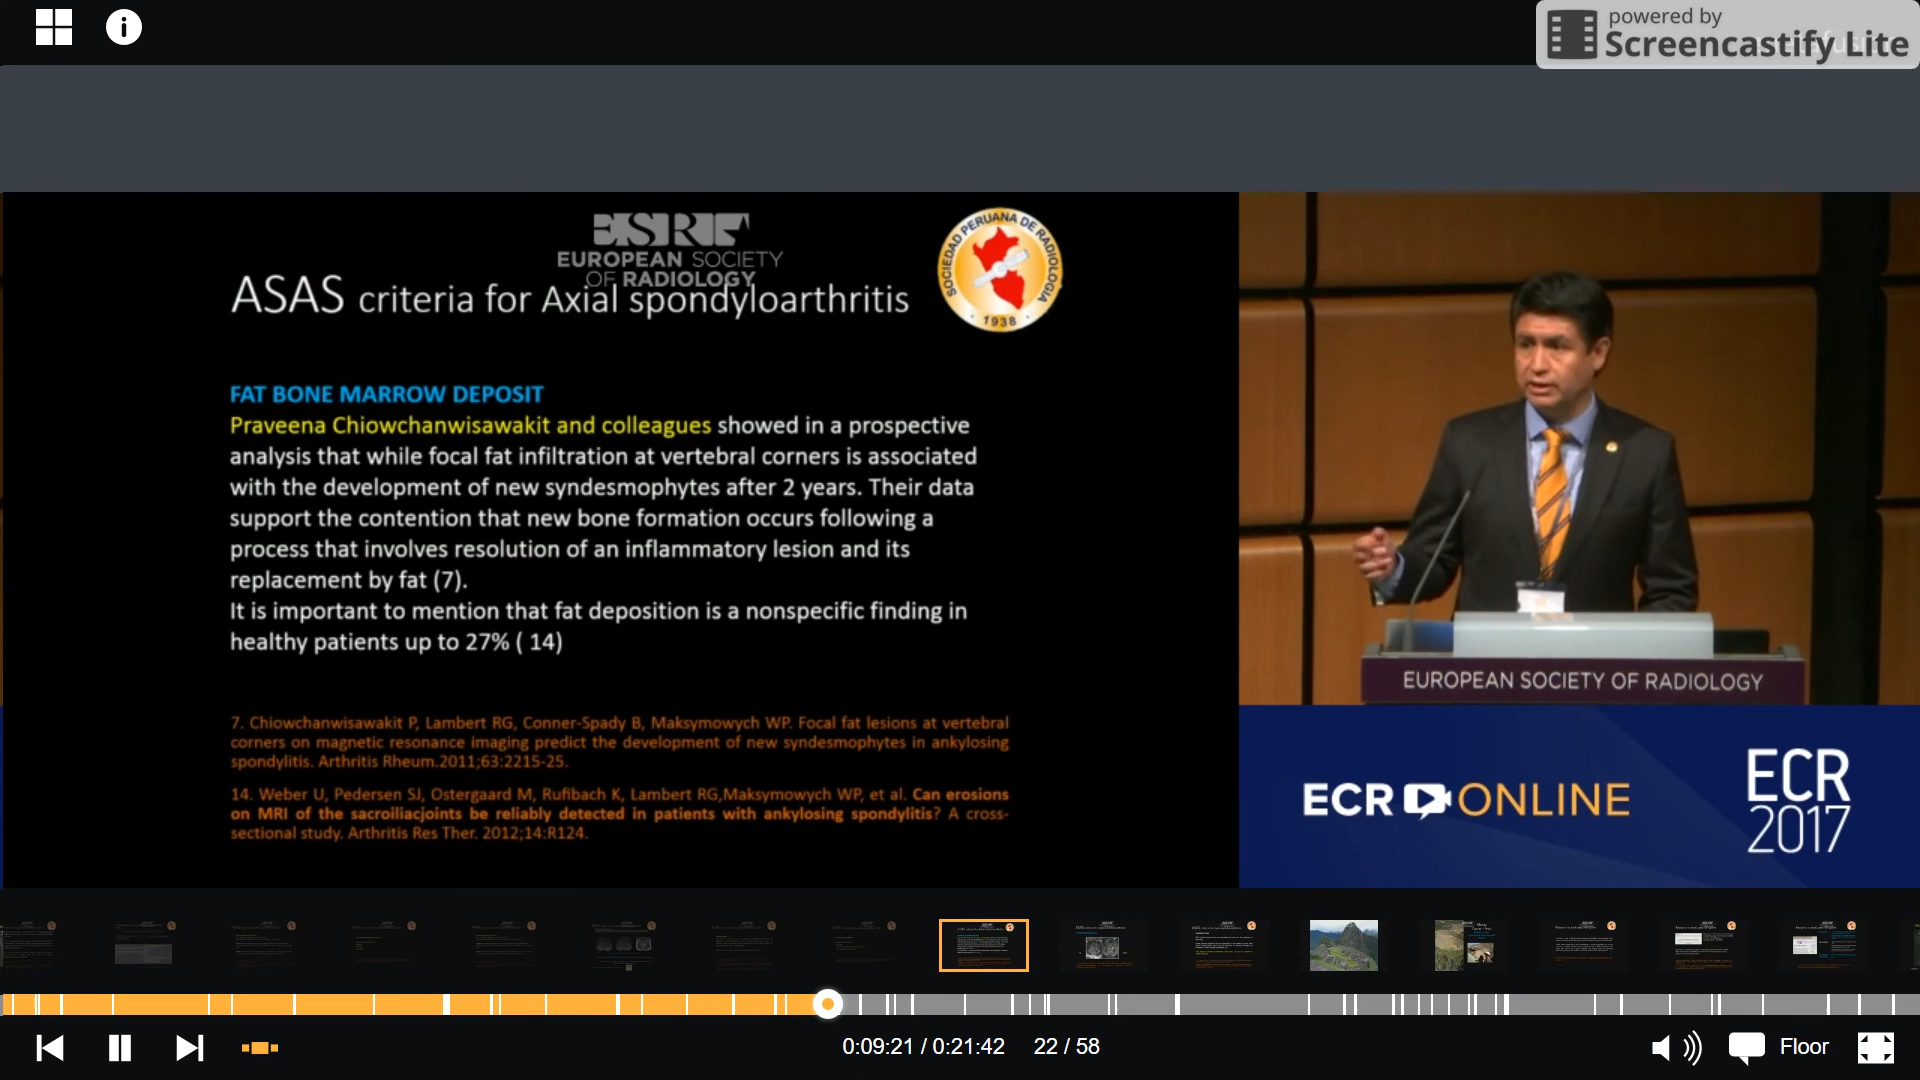 powered by
Screencastify Lite
EUROPEAN SOCIETY
OF RADIOLOGY
SOCIEDAD PERUANA DE RADIOLOGIA
· 1938 ·
ASAS criteria for Axial spondyloarthritis
FAT BONE MARROW DEPOSIT
Praveena Chiowchanwisawakit and colleagues showed in a prospective
analysis that while focal fat infiltration at vertebral corners is associated
with the development of new syndesmophytes after 2 years. Their data
support the contention that new bone formation occurs following a
process that involves resolution of an inflammatory lesion and its
replacement by fat (7).
It is important to mention that fat deposition is a nonspecific finding in
healthy patients up to 27% ( 14)
7. Chiowchanwisawakit P, Lambert RG, Conner-Spady B, Maksymowych WP. Focal fat lesions at vertebral
corners on magnetic resonance imaging predict the development of new syndesmophytes in ankylosing
spondylitis. Arthritis Rheum.2011;63:2215-25.
14. Weber U, Pedersen SJ, Ostergaard M, Rufibach K, Lambert RG,Maksymowych WP, et al. Can erosions
on MRI of the sacroiliacjoints be reliably detected in patients with ankylosing spondylitis? A cross-
sectional study. Arthritis Res Ther. 2012;14:R124.
EUROPEAN SOCIETY OF RADIOLOGY
ECR ONLINE
ECR
2017
0:09:21 / 0:21:42 22 / 58
Floor